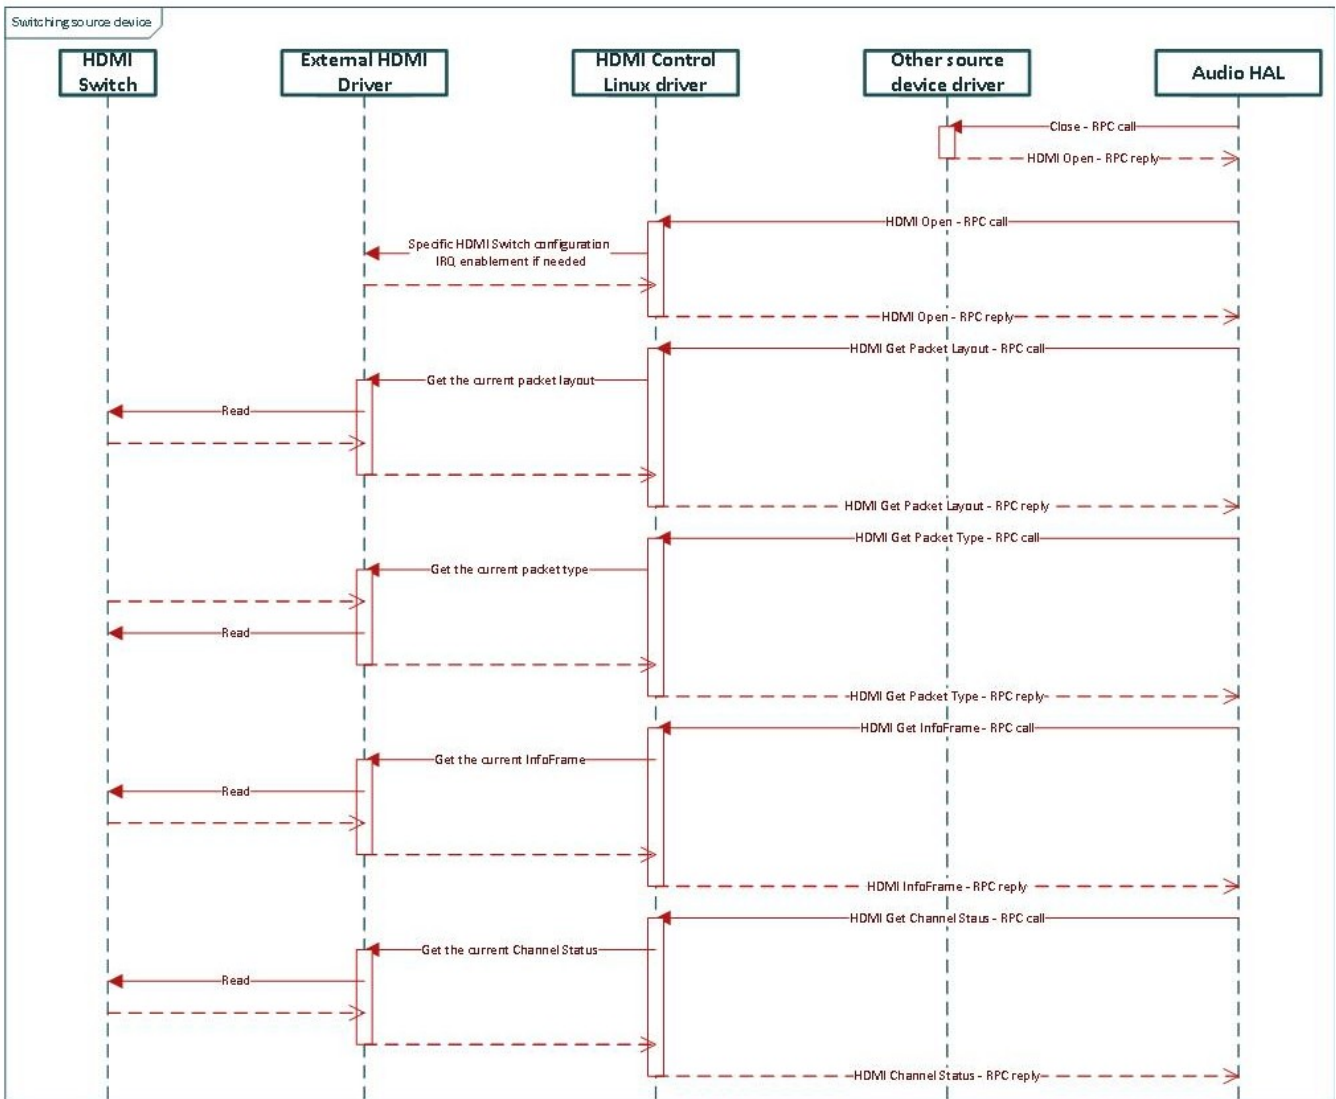 Switching source device
HDMI
Switch
External HDMI
Driver
HDMI Control
Linux driver
Other source
device driver
Audio HAL
Close - RPC call
HDMI Open - RPC reply
HDMI Open - RPC call
Specific HDMI Switch configuration
IRQ enablement if needed
HDMI Open - RPC reply
HDMI Get Packet Layout - RPC call
Get the current packet layout
Read
HDMI Get Packet Layout - RPC reply
HDMI Get Packet Type - RPC call
Get the current packet type
Read
HDMI Get Packet Type - RPC reply
HDMI Get InfoFrame - RPC call
Get the current InfoFrame
Read
HDMI InfoFrame - RPC reply
HDMI Get Channel Staus - RPC call
Get the current Channel Status
Read
HDMI Channel Status - RPC reply